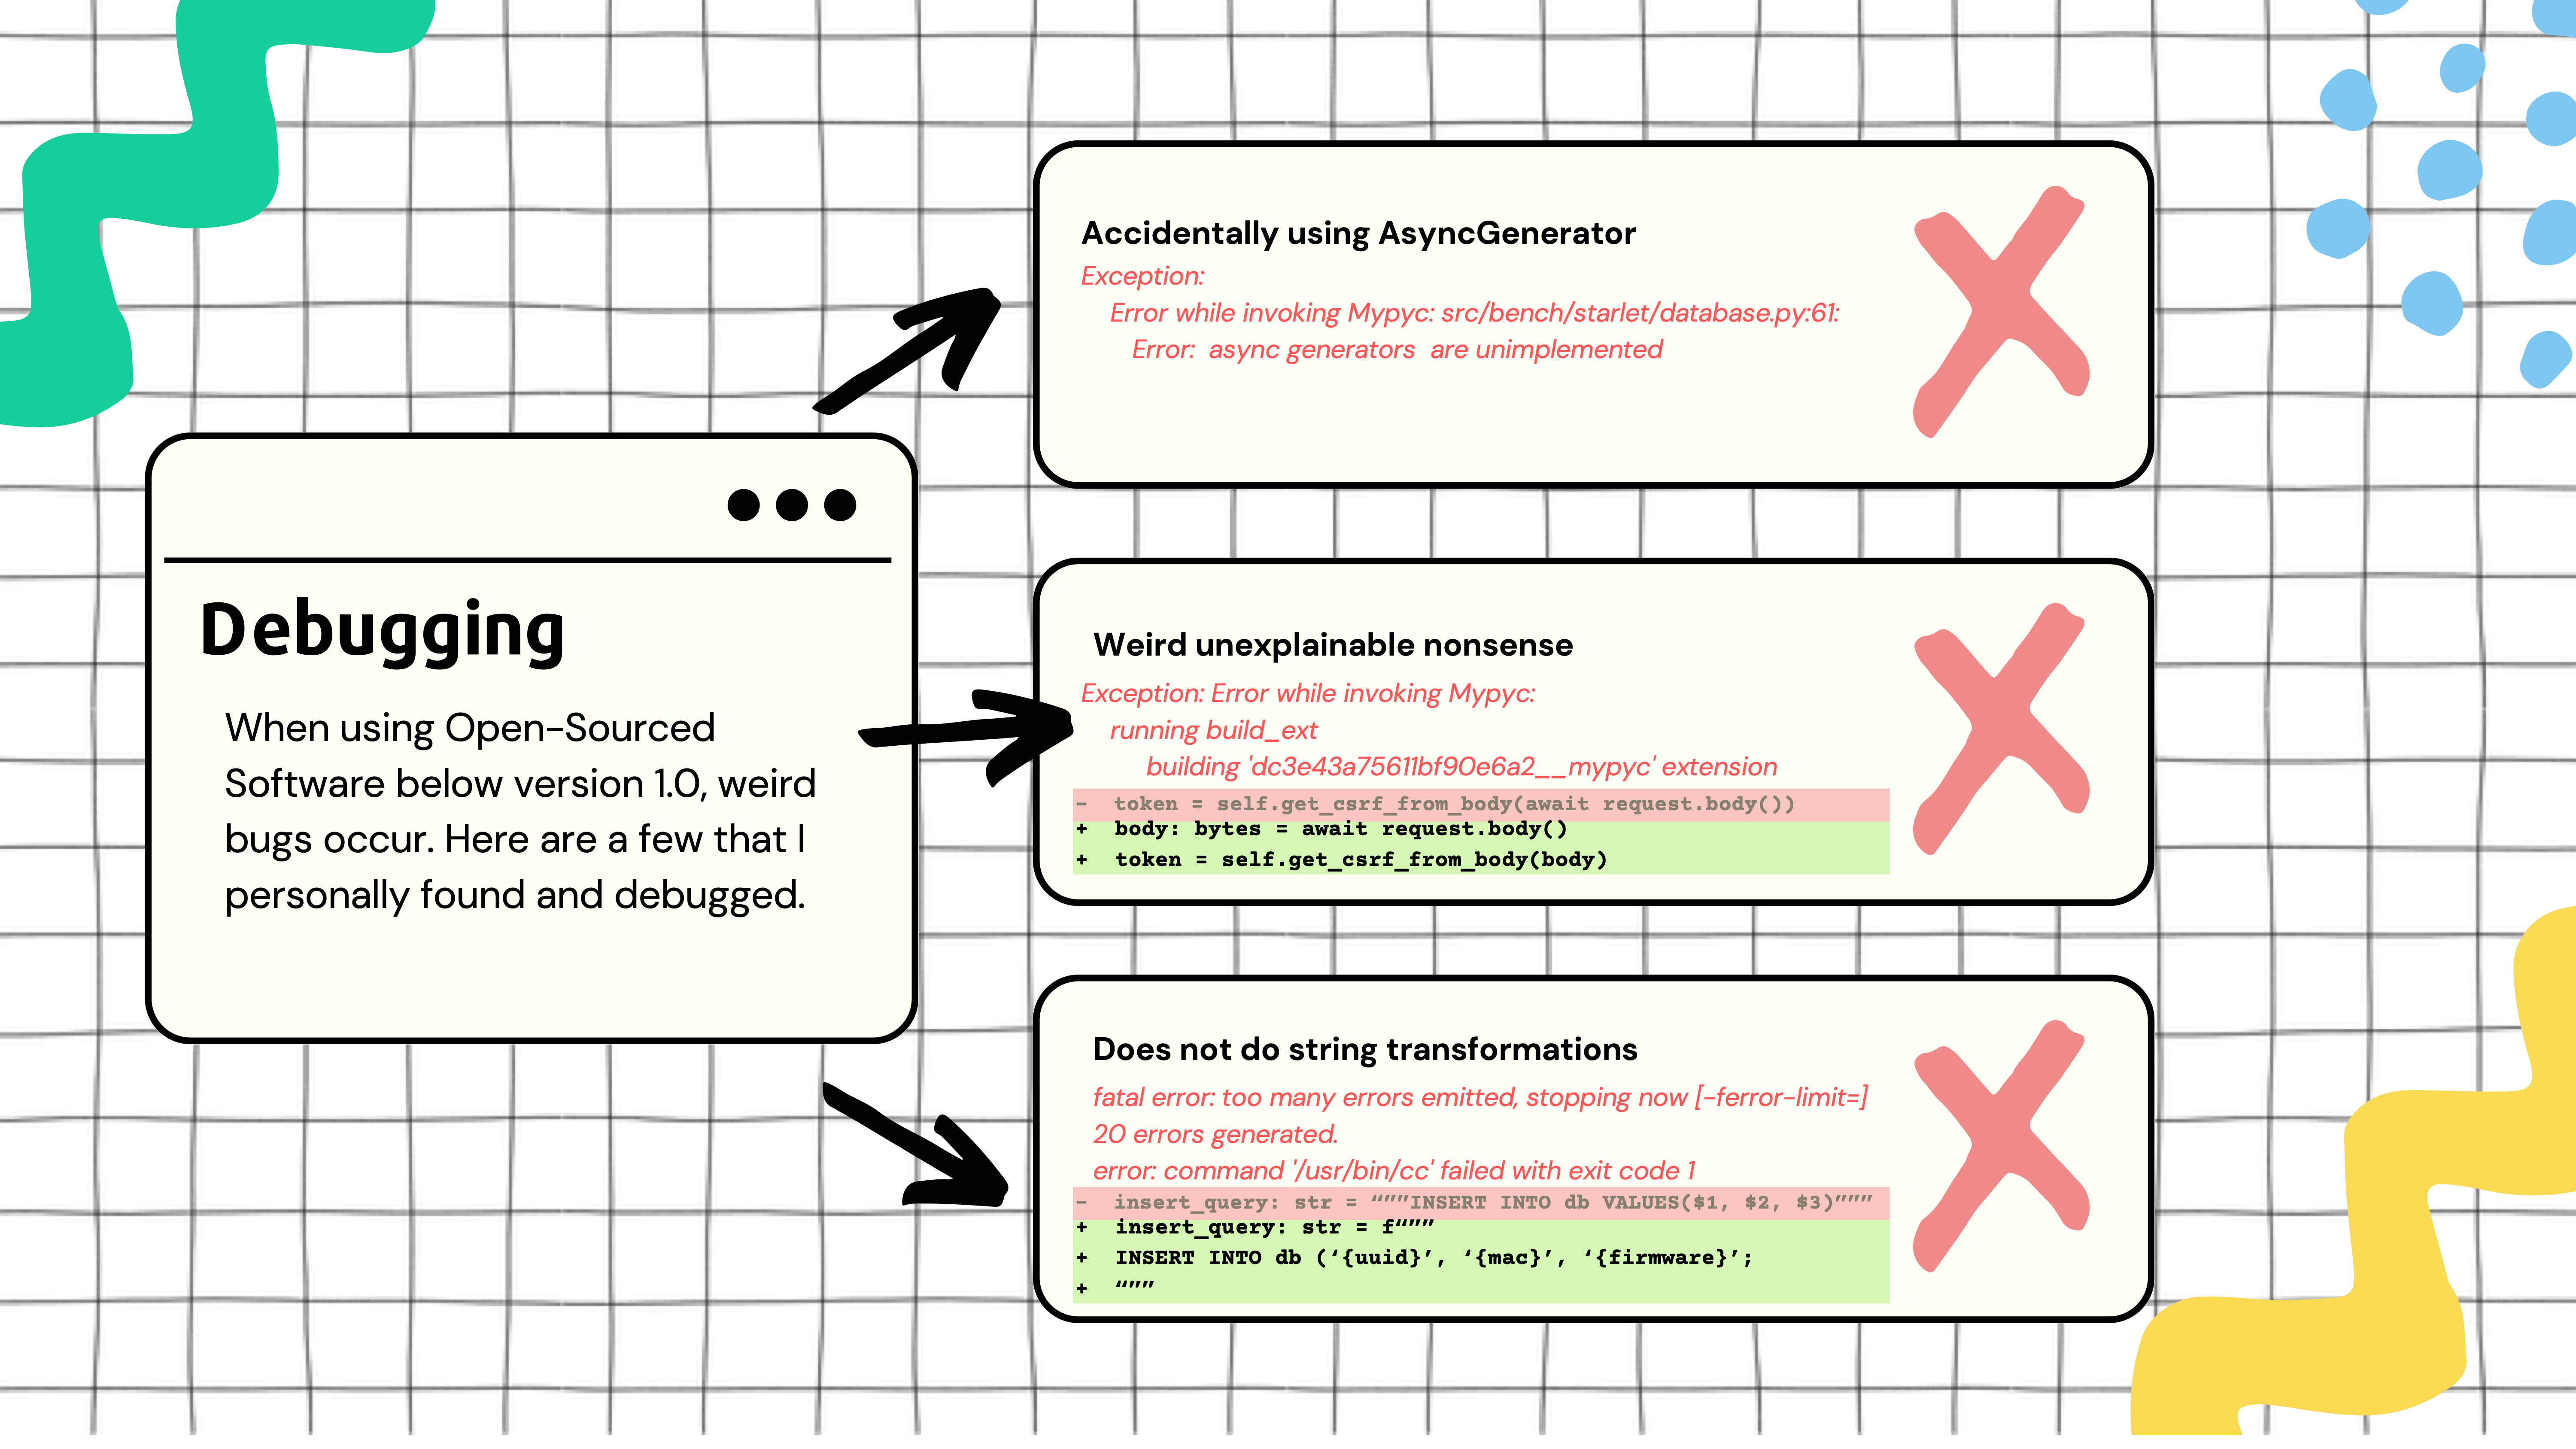 Debugging
When using Open-Sourced
Software below version 1.0, weird
bugs occur. Here are a few that I
personally found and debugged.
Accidentally using AsyncGenerator
Exception:
Error while invoking Mypyc: src/bench/starlet/database.py:61:
Error:  async generators  are unimplemented
Weird unexplainable nonsense
Exception: Error while invoking Mypyc:
running build_ext
building 'dc3e43a75611bf90e6a2__mypyc' extension
-  token = self.get_csrf_from_body(await request.body())
+  body: bytes = await request.body()
+  token = self.get_csrf_from_body(body)
Does not do string transformations
fatal error: too many errors emitted, stopping now [-ferror-limit=]
20 errors generated.
error: command '/usr/bin/cc' failed with exit code 1
-  insert_query: str = “””INSERT INTO db VALUES($1, $2, $3)”””
+  insert_query: str = f“””
+  INSERT INTO db (‘{uuid}’, ‘{mac}’, ‘{firmware}’;
+  “””